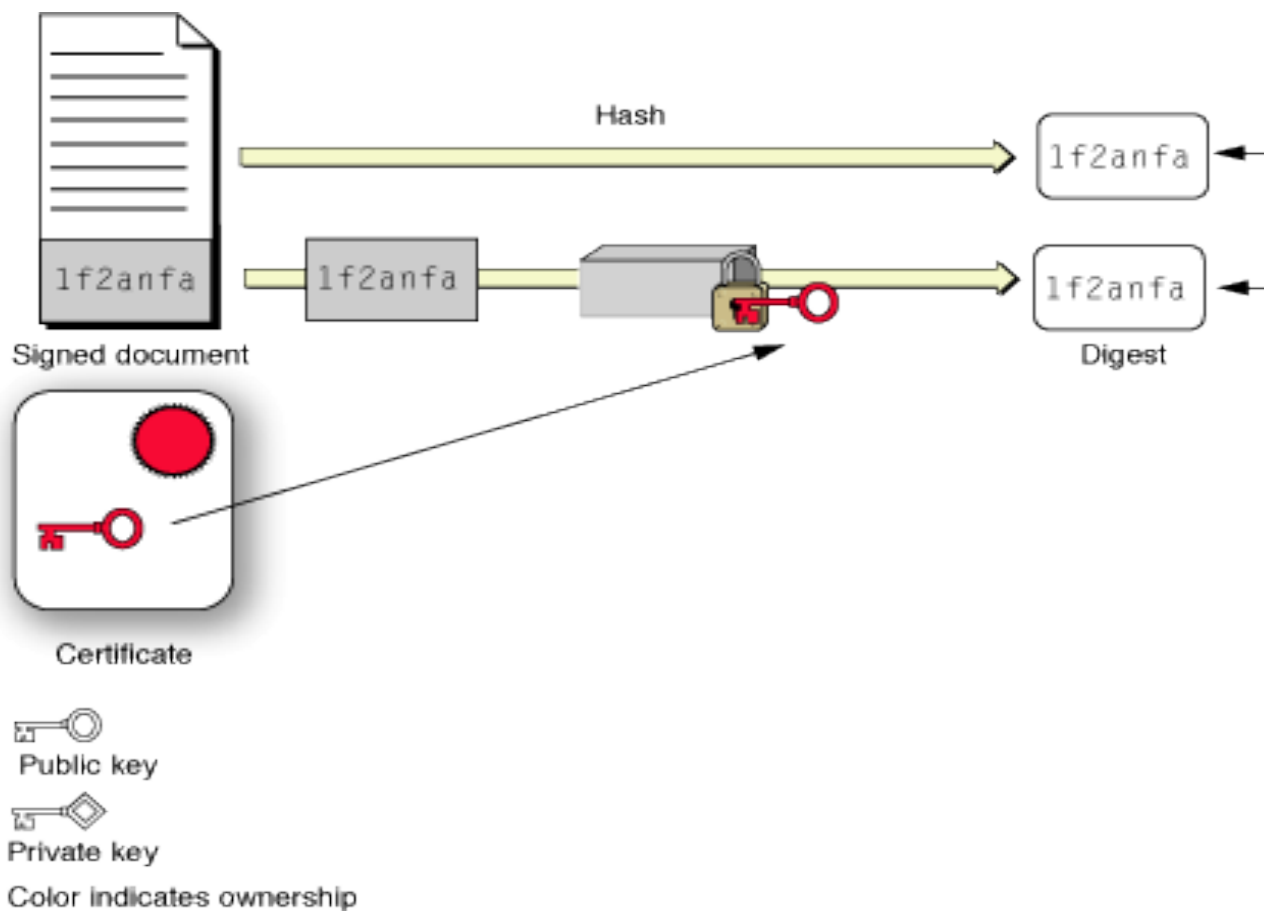 Hash
1f2anfa
1f2anfa
1f2anfa
1f2anfa
Signed document
Digest
Certificate
Public key
Private key
Color indicates ownership